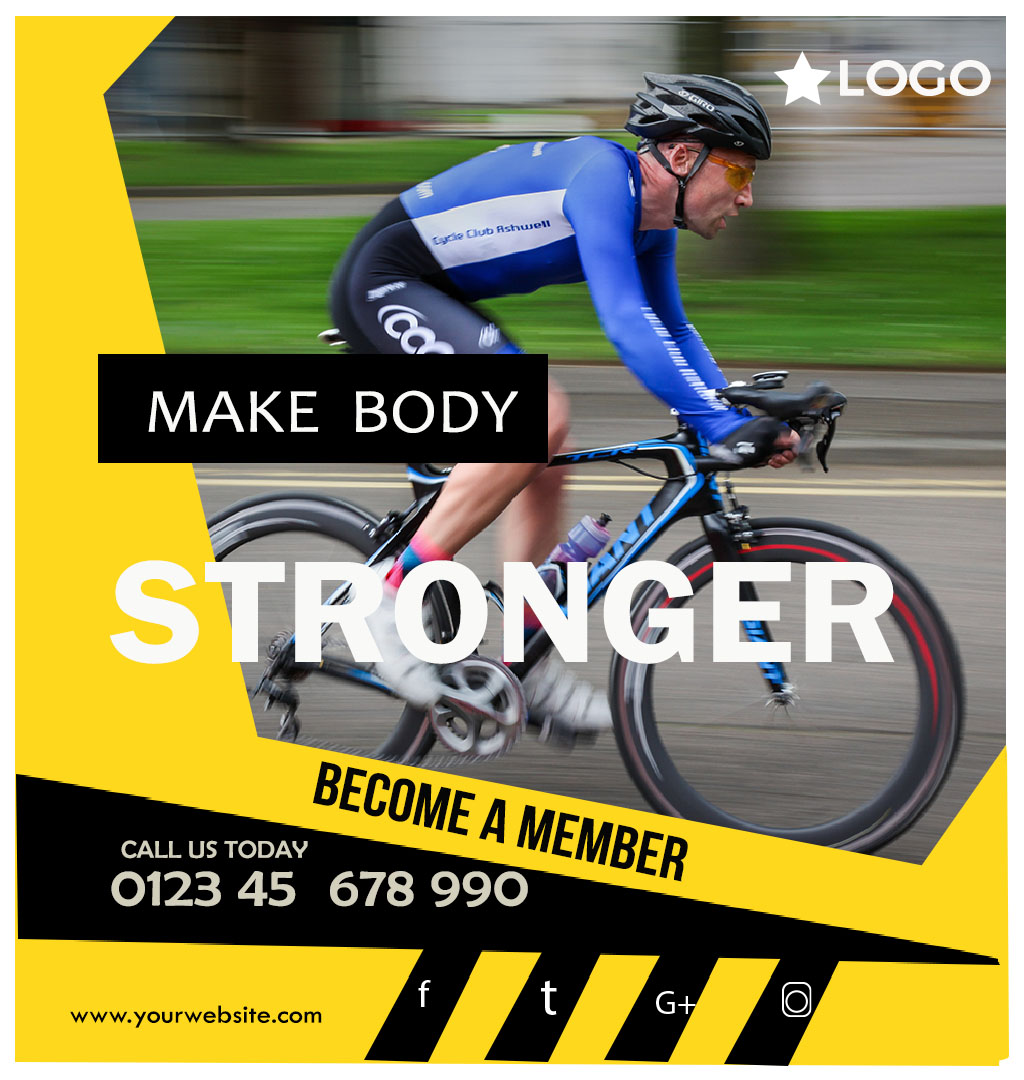 LOGO
GIRO
Cycle Club Ashwell
MAKE BODY
TCR
STRONGER
BECOME A MEMBER
CALL US TODAY
0123 45 678 990
www.yourwebsite.com
f
t
G+